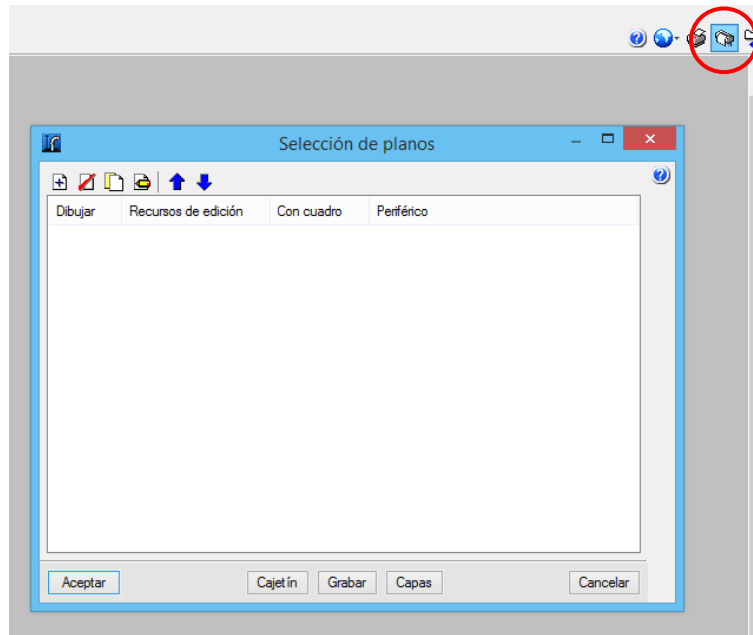 Selección de planos
Dibujar Recursos de edición Con cuadro Periférico
Aceptar Cajetín Grabar Capas Cancelar